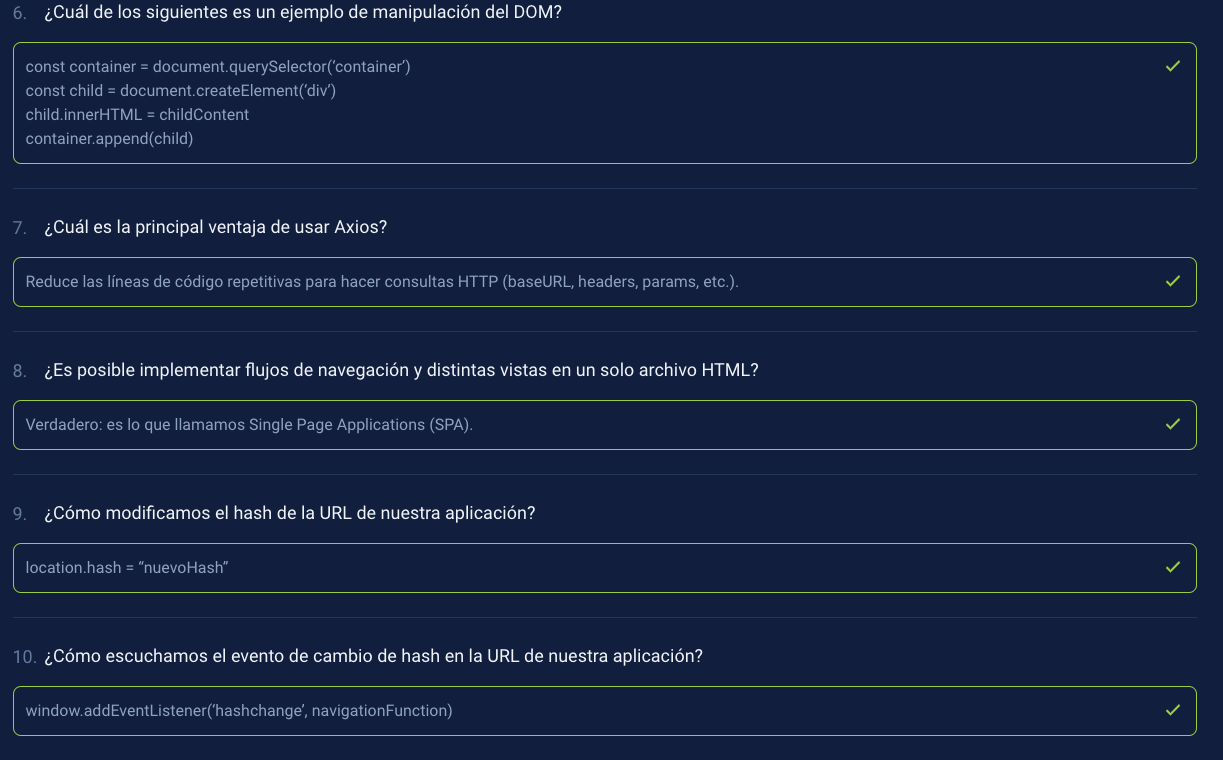 6. ¿Cuál de los siguientes es un ejemplo de manipulación del DOM?
const container = document.querySelector(‘container’)
const child = document.createElement(‘div’)
child.innerHTML = childContent
container.append(child)
7. ¿Cuál es la principal ventaja de usar Axios?
Reduce las líneas de código repetitivas para hacer consultas HTTP (baseURL, headers, params, etc.).
8. ¿Es posible implementar flujos de navegación y distintas vistas en un solo archivo HTML?
Verdadero: es lo que llamamos Single Page Applications (SPA).
9. ¿Cómo modificamos el hash de la URL de nuestra aplicación?
location.hash = “nuevoHash”
10. ¿Cómo escuchamos el evento de cambio de hash en la URL de nuestra aplicación?
window.addEventListener(‘hashchange’, navigationFunction)